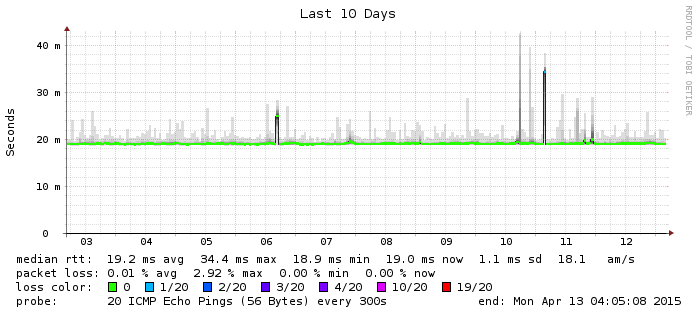 Last 10 Days
RRDTOOL / TOBI OETIKER
Seconds
40 m
30 m
20 m
10 m
0
03 04 05 06 07 08 09 10 11 12
median rtt: 19.2 ms avg 34.4 ms max 18.9 ms min 19.0 ms now 1.1 ms sd 18.1 am/s
packet loss: 0.01 % avg 2.92 % max 0.00 % min 0.00 % now
loss color: 0 1/20 2/20 3/20 4/20 10/20 19/20
probe: 20 ICMP Echo Pings (56 Bytes) every 300s end: Mon Apr 13 04:05:08 2015